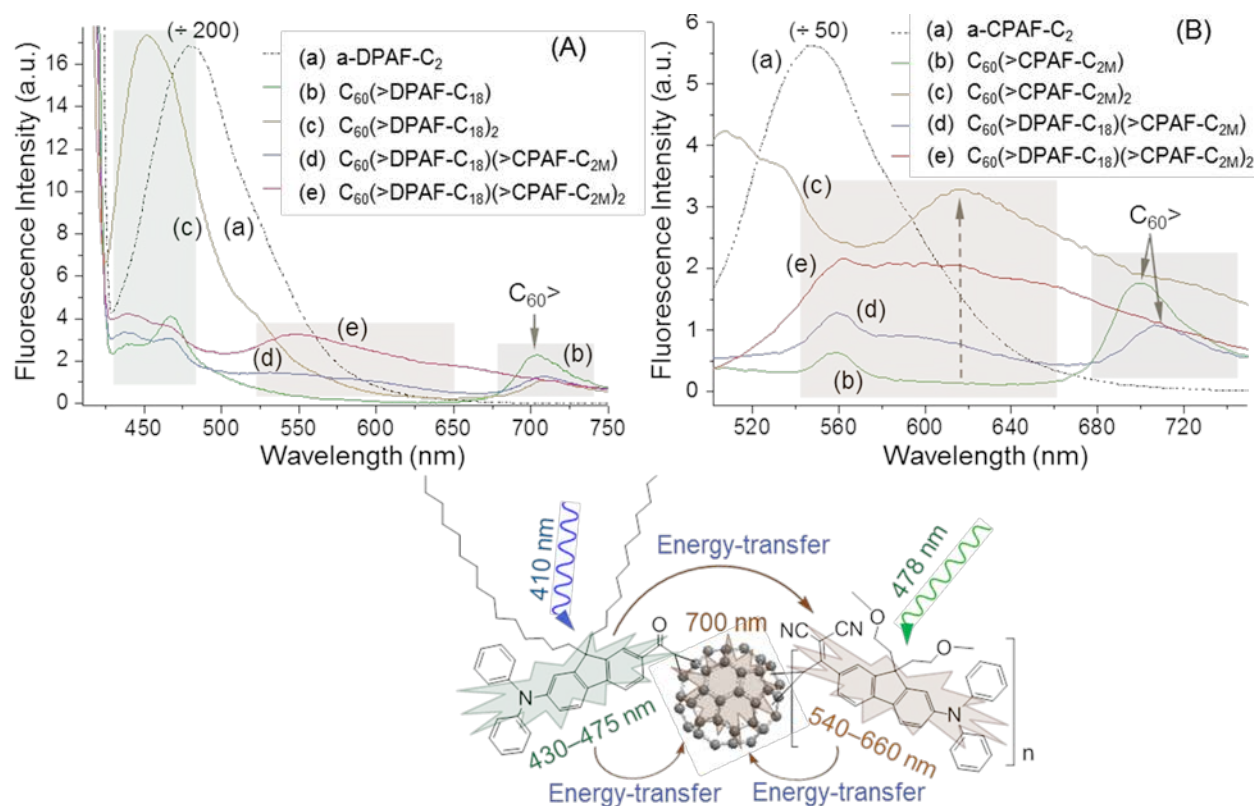 (÷ 200)
(A)
(a) a-DPAF-C₂
(b) C₆₀(>DPAF-C₁₈)
(c) C₆₀(>DPAF-C₁₈)₂
(d) C₆₀(>DPAF-C₁₈)(>CPAF-C₂M)
(e) C₆₀(>DPAF-C₁₈)(>CPAF-C₂M)₂
(c)
(a)
(e)
(d)
(b)
C₆₀>
Fluorescence Intensity (a.u.)
16
14
12
10
8
6
4
2
0
450 500 550 600 650 700 750
Wavelength (nm)
(÷ 50)
(B)
(a) a-CPAF-C₂
(b) C₆₀(>CPAF-C₂M)
(c) C₆₀(>CPAF-C₂M)₂
(d) C₆₀(>DPAF-C₁₈)(>CPAF-C₂M)
(e) C₆₀(>DPAF-C₁₈)(>CPAF-C₂M)₂
(a)
(c)
(e)
(d)
(b)
C₆₀>
Fluorescence Intensity (a.u.)
6
5
4
3
2
1
0
520 560 600 640 680 720
Wavelength (nm)
410 nm
Energy-transfer
478 nm
700 nm
O
NC
CN
O
O
N
N
n
430–475 nm
540–660 nm
Energy-transfer
Energy-transfer